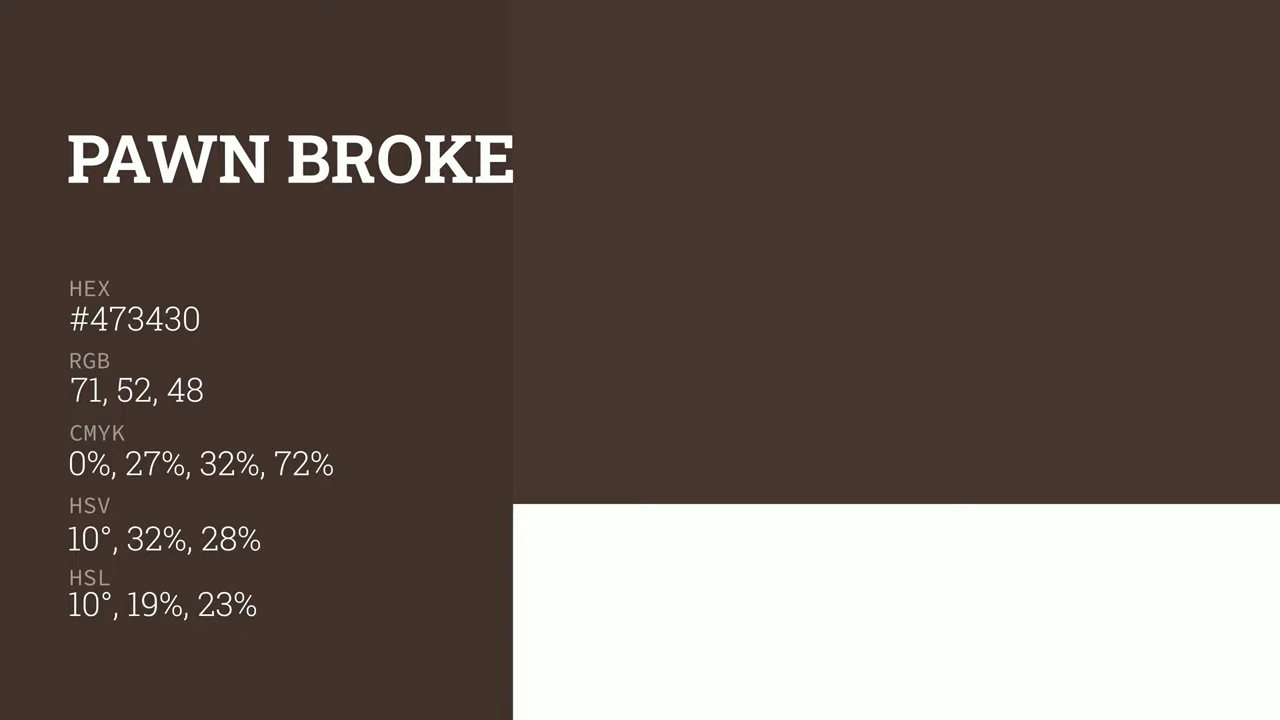 PAWN BROKE
HEX
#473430
RGB
71, 52, 48
CMYK
0%, 27%, 32%, 72%
HSV
10°, 32%, 28%
HSL
10°, 19%, 23%